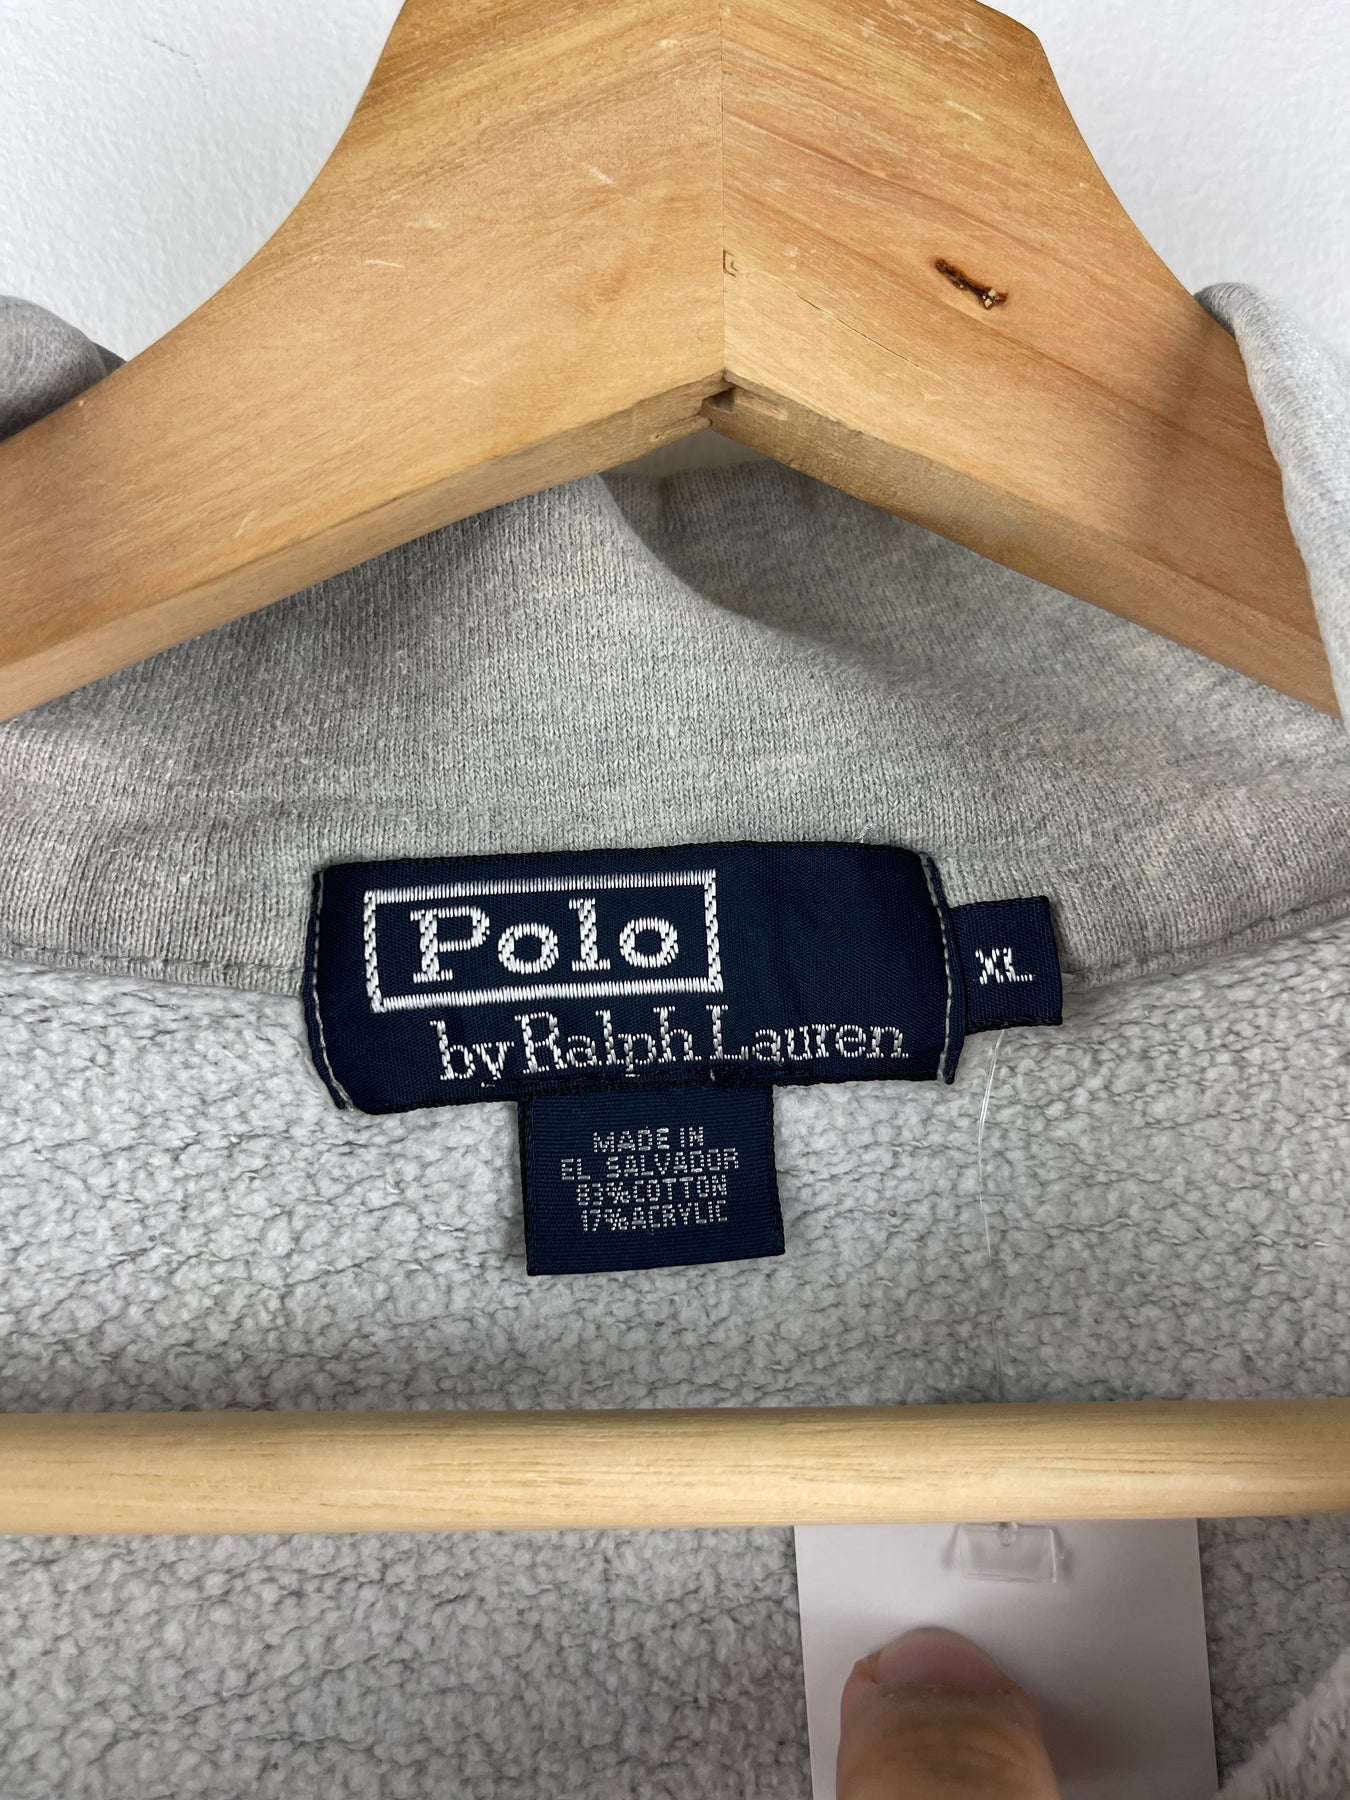 Polo
by Ralph Lauren
XL
MADE IN
EL SALVADOR
83% COTTON
17% ACRYLIC